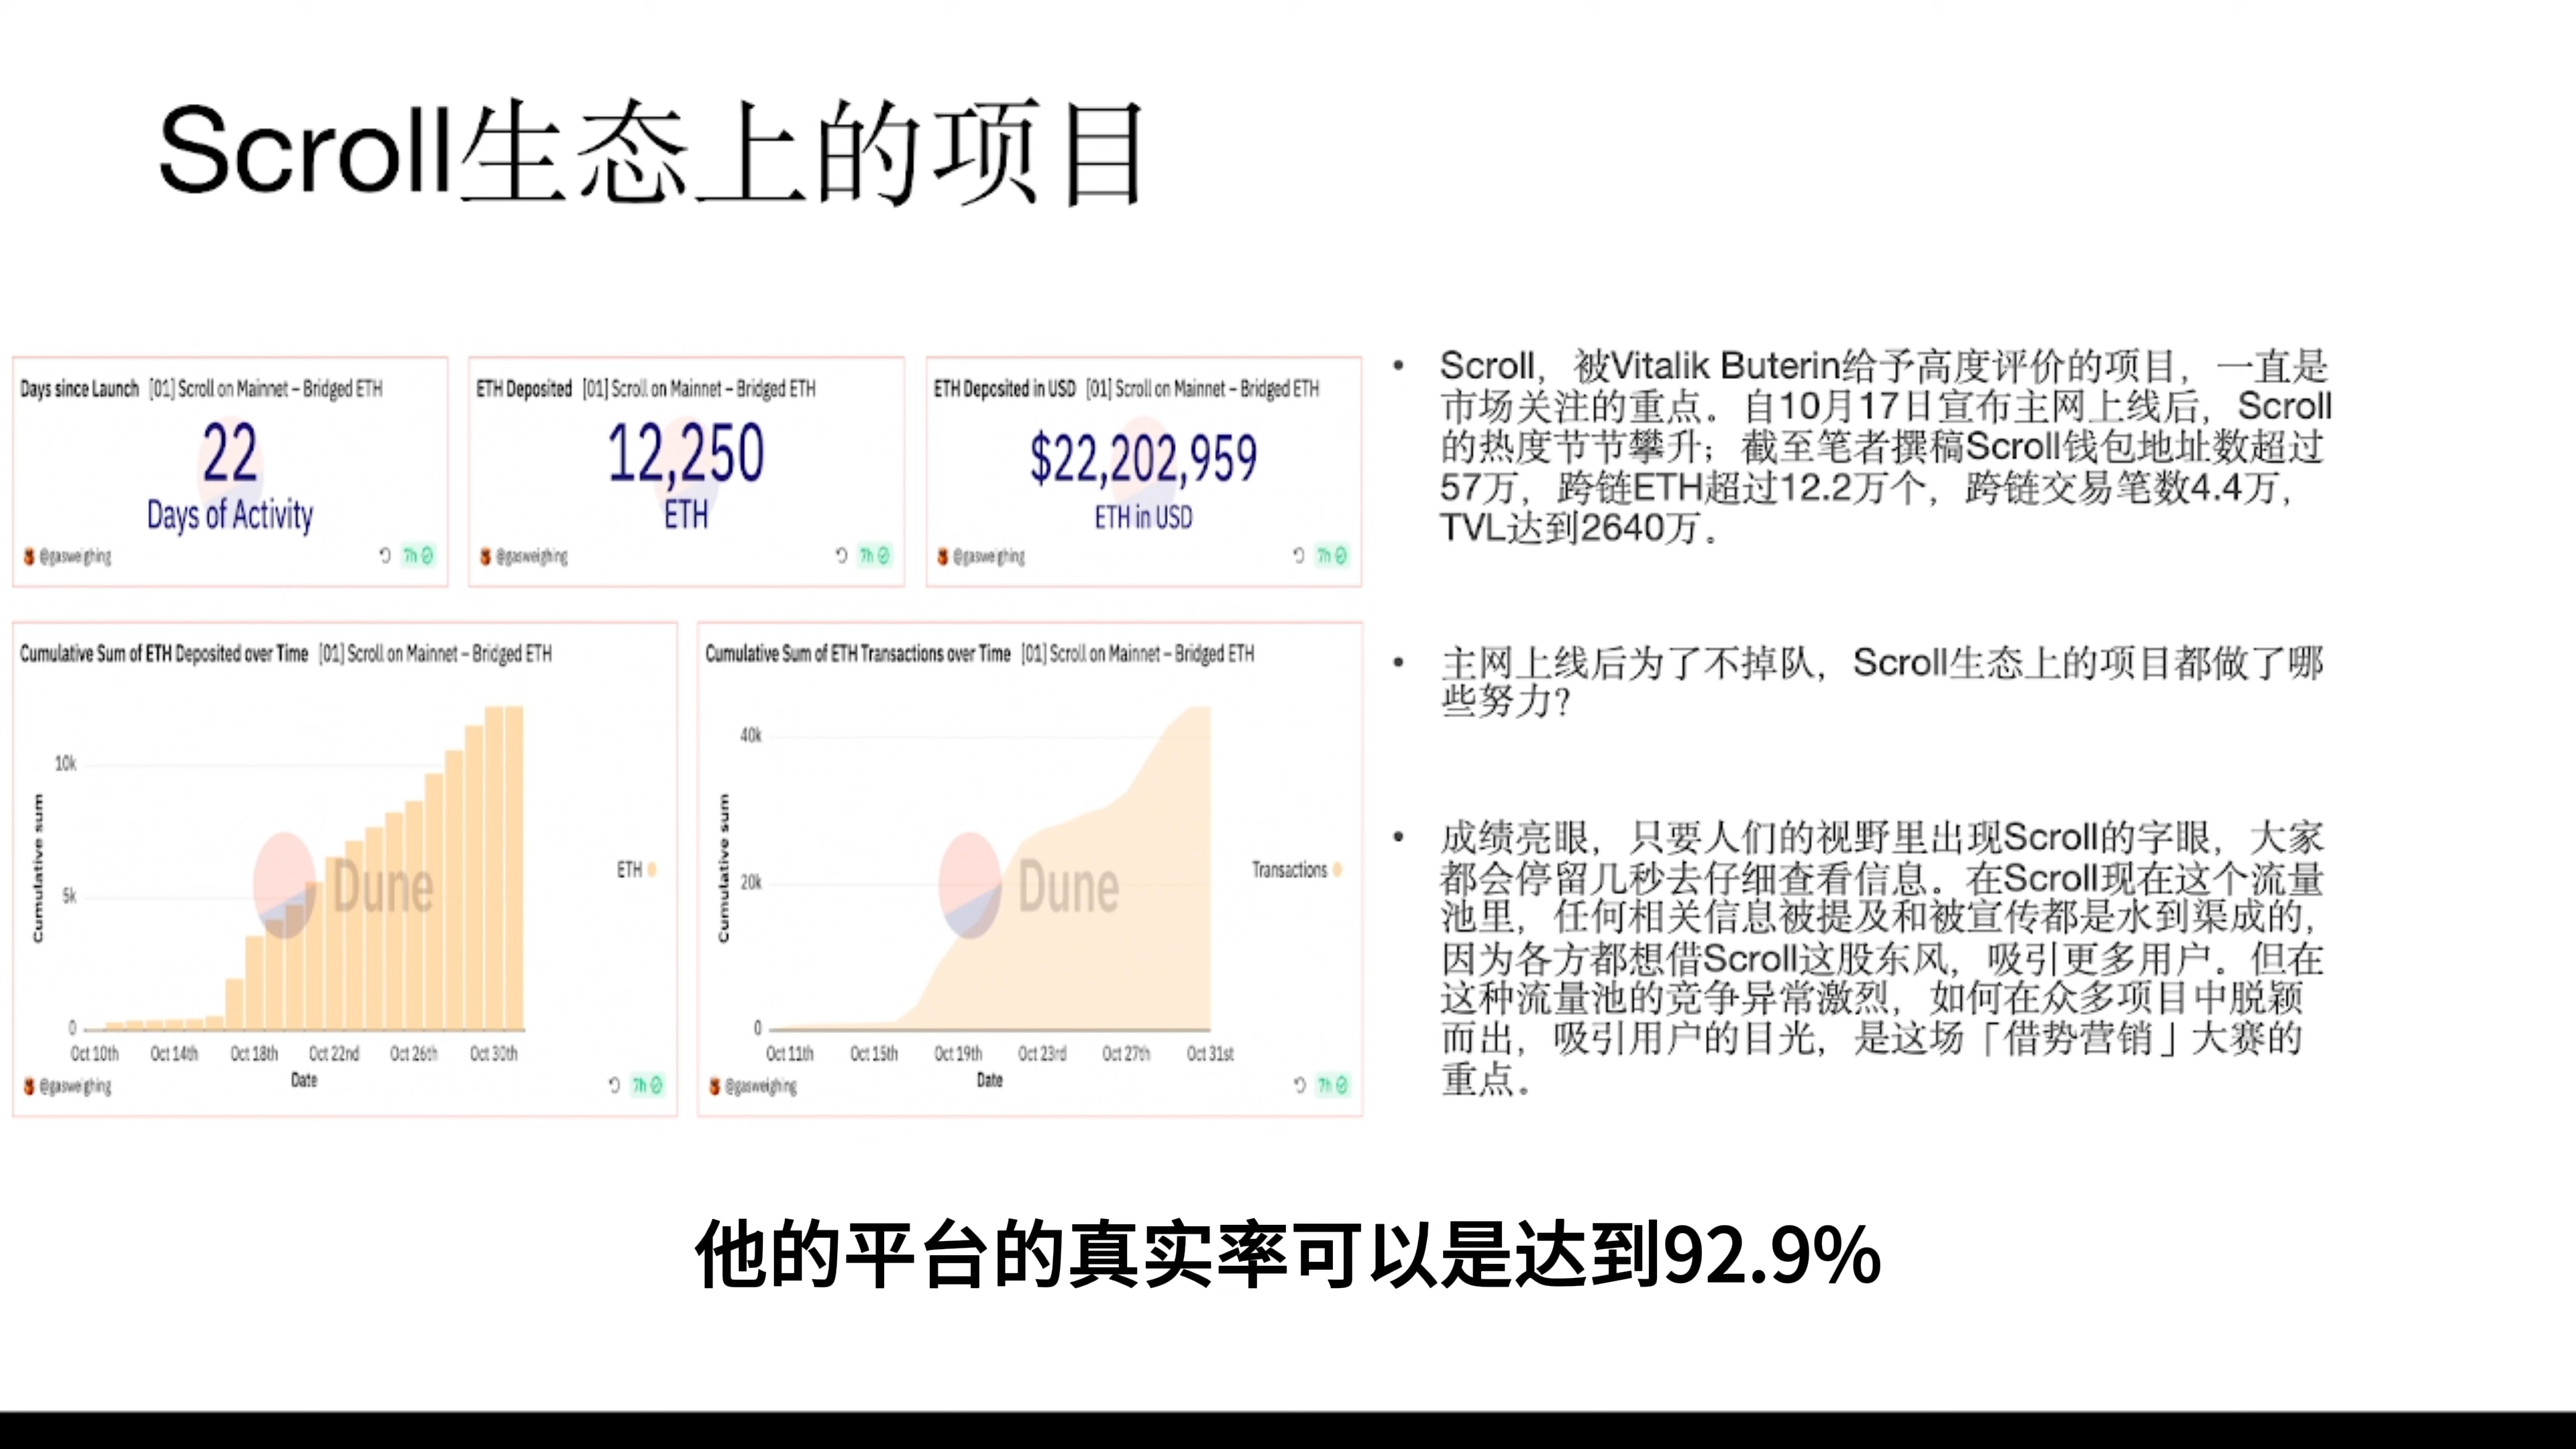 Scroll生态上的项目
Days since Launch [01] Scroll on Mainnet – Bridged ETH
22
Days of Activity
@gasweighing
7h
ETH Deposited [01] Scroll on Mainnet – Bridged ETH
12,250
ETH
@gasweighing
7h
ETH Deposited in USD [01] Scroll on Mainnet – Bridged ETH
$22,202,959
ETH in USD
@gasweighing
7h
Cumulative Sum of ETH Deposited over Time [01] Scroll on Mainnet – Bridged ETH
Cumulative sum
10k
5k
0
Dune
ETH
Oct 10th Oct 14th Oct 18th Oct 22nd Oct 26th Oct 30th
Date
@gasweighing
7h
Cumulative Sum of ETH Transactions over Time [01] Scroll on Mainnet – Bridged ETH
Cumulative sum
40k
20k
0
Dune
Transactions
Oct 11th Oct 15th Oct 19th Oct 23rd Oct 27th Oct 31st
Date
@gasweighing
7h
• Scroll，被Vitalik Buterin给予高度评价的项目，一直是
市场关注的重点。自10月17日宣布主网上线后，Scroll
的热度节节攀升；截至笔者撰稿Scroll钱包地址数超过
57万，跨链ETH超过12.2万个，跨链交易笔数4.4万，
TVL达到2640万。
• 主网上线后为了不掉队，Scroll生态上的项目都做了哪
些努力？
• 成绩亮眼，只要人们的视野里出现Scroll的字眼，大家
都会停留几秒去仔细查看信息。在Scroll现在这个流量
池里，任何相关信息被提及和被宣传都是水到渠成的，
因为各方都想借Scroll这股东风，吸引更多用户。但在
这种流量池的竞争异常激烈，如何在众多项目中脱颖
而出，吸引用户的目光，是这场「借势营销」大赛的
重点。
他的平台的真实率可以是达到92.9%